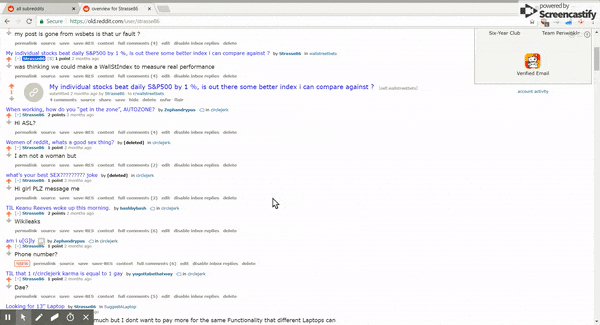 all subreddits
overview for Strasse86
Secure https://old.reddit.com/user/strasse86
powered by
Screencastify
my post is gone from wsbets is that ur fault ?
permalink source save save-RES context full comments (4) edit disable inbox replies delete
Six-Year Club Team Periwinkle
My individual stocks beat daily S&P500 by 1 %, is out there some better index i can compare against ? by Strasse86 in wallstreetbets
[-] Strasse86 [S] 1 point 2 months ago
was thinking we could make a WallStIndex to measure real performance
permalink source save save-RES context full comments (4) edit disable inbox replies delete
Verified Email
account activity
1
My individual stocks beat daily S&P500 by 1 %, is out there some better index i can compare against ? (self.wallstreetbets)
submitted 2 months ago by Strasse86 to r/wallstreetbets
4 comments source share save hide delete nsfw flair
When working, how do you "get in the zone", AUTOZONE? by Zephandrypus in circlejerk
[-] Strasse86 2 points 2 months ago
Hi ASL?
permalink source save save-RES context full comments (4) edit disable inbox replies delete
Women of reddit, whats a good sex thing? by [deleted] in circlejerk
[-] Strasse86 1 point 2 months ago
I am not a woman but
permalink source save save-RES context full comments (2) edit disable inbox replies delete
what's your best SEX????????? joke by [deleted] in circlejerk
[-] Strasse86 1 point 2 months ago
Hi girl PLZ message me
permalink source save save-RES context full comments (2) edit disable inbox replies delete
TIL Keanu Reeves woke up this morning. by in circlejerk
[-] Strasse86 2 points 2 months ago
Wikileaks
permalink source save save-RES context full comments (6) edit disable inbox replies delete
am i u[G]ly by Zephandrypus in circlejerk
[-] Strasse86 1 point 2 months ago
Phone number?
permalink source save save-RES context full comments (6) edit disable inbox replies delete
TIL that 1 r/circlejerk karma is equal to 1 gay by yugottabethatway in circlejerk
[-] Strasse86 1 point 2 months ago
Dae?
permalink source save save-RES context full comments (4) edit disable inbox replies delete
Looking for 13" Laptop by Strasse86 in SuggestALaptop
much but I dont want to pay more for the same Functionality that different Laptops can